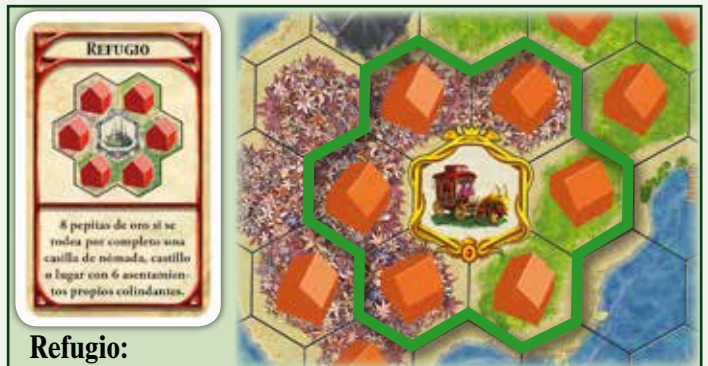 REFUGIO
8 pepitas de oro si se
rodea por completo una
casilla de nómada, castillo
o lugar con 6 asentamien-
tos propios colindantes.
Refugio: